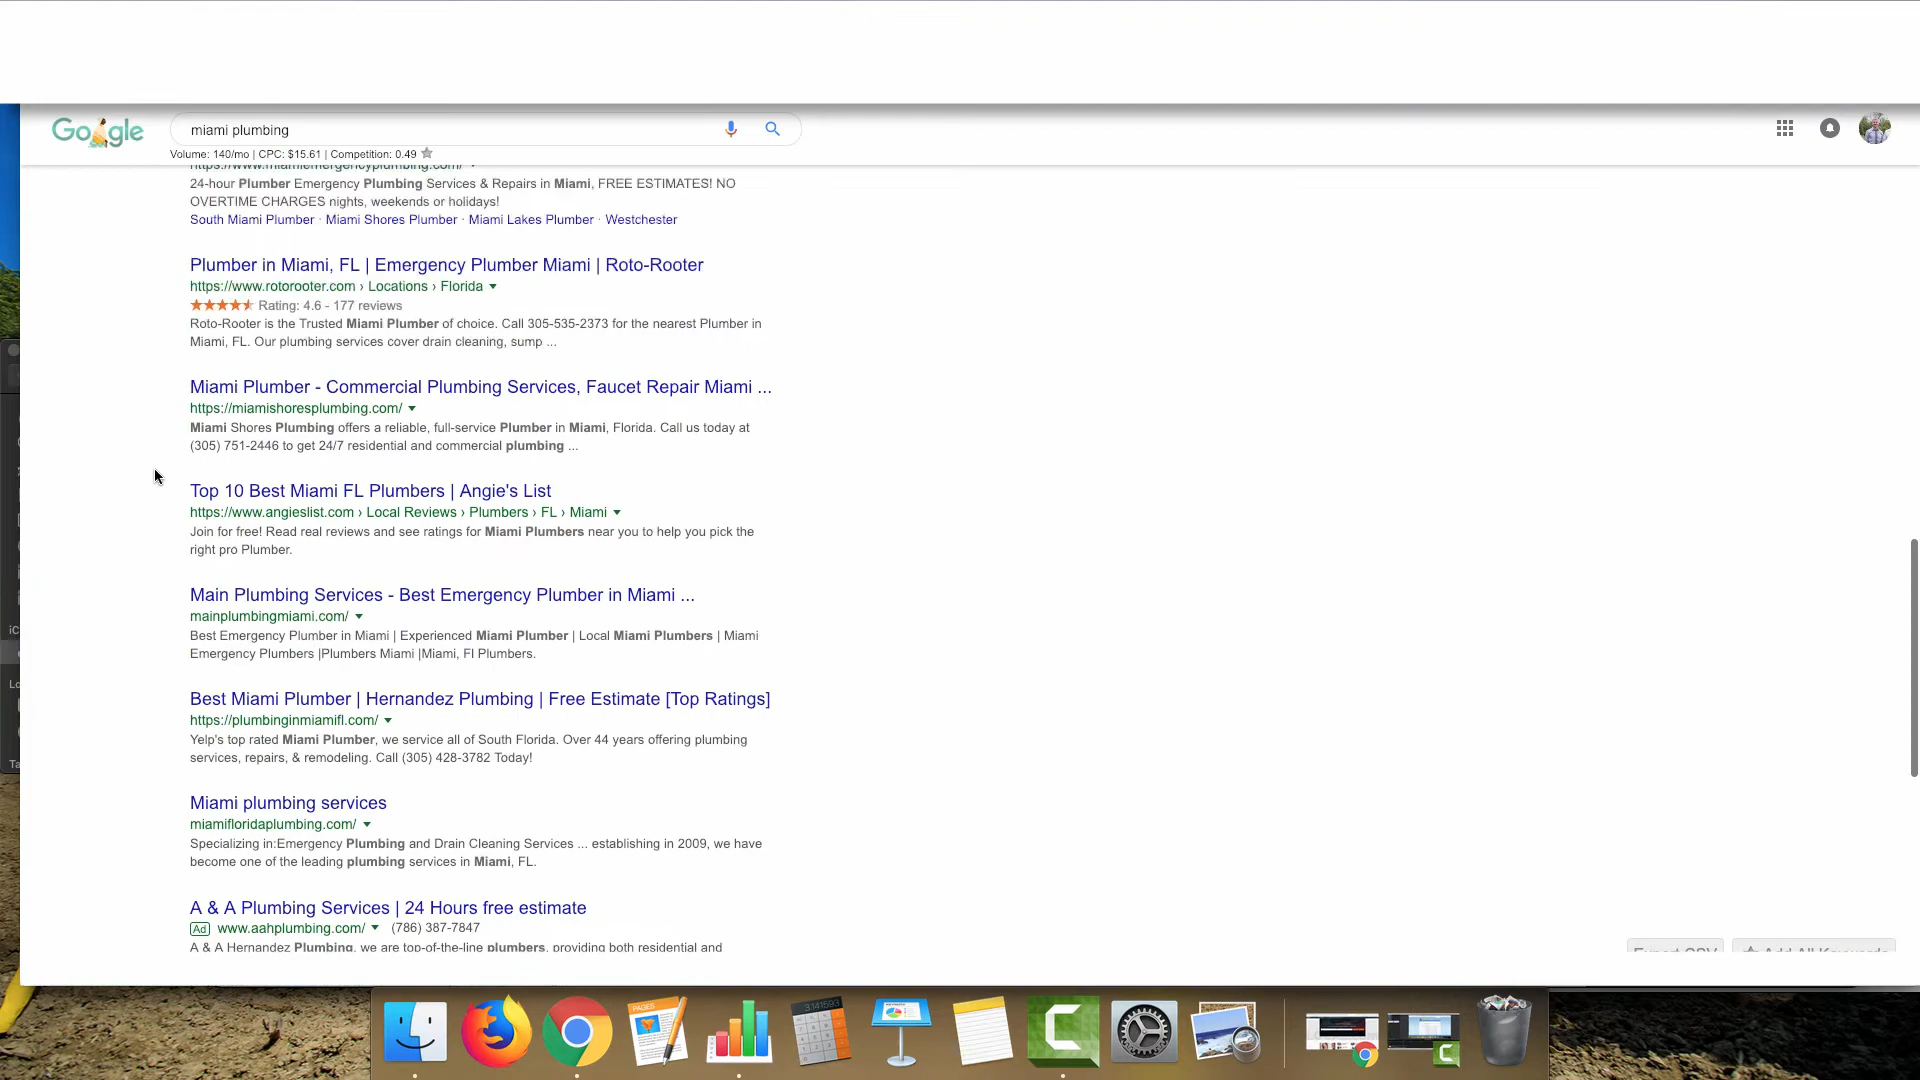 Google
miami plumbing
Volume: 140/mo | CPC: $15.61 | Competition: 0.49
https://www.miamiemergencyplumbing.com/
24-hour Plumber Emergency Plumbing Services & Repairs in Miami, FREE ESTIMATES! NO
OVERTIME CHARGES nights, weekends or holidays!
South Miami Plumber · Miami Shores Plumber · Miami Lakes Plumber · Westchester
Plumber in Miami, FL | Emergency Plumber Miami | Roto-Rooter
https://www.rotorooter.com › Locations › Florida
Rating: 4.6 - 177 reviews
Roto-Rooter is the Trusted Miami Plumber of choice. Call 305-535-2373 for the nearest Plumber in
Miami, FL. Our plumbing services cover drain cleaning, sump ...
Miami Plumber - Commercial Plumbing Services, Faucet Repair Miami ...
https://miamishoresplumbing.com/
Miami Shores Plumbing offers a reliable, full-service Plumber in Miami, Florida. Call us today at
(305) 751-2446 to get 24/7 residential and commercial plumbing ...
Top 10 Best Miami FL Plumbers | Angie's List
https://www.angieslist.com › Local Reviews › Plumbers › FL › Miami
Join for free! Read real reviews and see ratings for Miami Plumbers near you to help you pick the
right pro Plumber.
Main Plumbing Services - Best Emergency Plumber in Miami ...
mainplumbingmiami.com/
Best Emergency Plumber in Miami | Experienced Miami Plumber | Local Miami Plumbers | Miami
Emergency Plumbers |Plumbers Miami |Miami, Fl Plumbers.
Best Miami Plumber | Hernandez Plumbing | Free Estimate [Top Ratings]
https://plumbinginmiamifl.com/
Yelp's top rated Miami Plumber, we service all of South Florida. Over 44 years offering plumbing
services, repairs, & remodeling. Call (305) 428-3782 Today!
Miami plumbing services
miamifloridaplumbing.com/
Specializing in:Emergency Plumbing and Drain Cleaning Services ... establishing in 2009, we have
become one of the leading plumbing services in Miami, FL.
A & A Plumbing Services | 24 Hours free estimate
Ad www.aahplumbing.com/ (786) 387-7847
A & A Hernandez Plumbing, we are top-of-the-line plumbers, providing both residential and
Export CSV Add All Keywords
iC
Lo
Ta
PAGES
3.141593